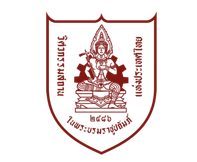 วิศวกรรมสถาน
แห่งประเทศไทย
๒๔๘๖
ในพระบรมราชูปถัมภ์